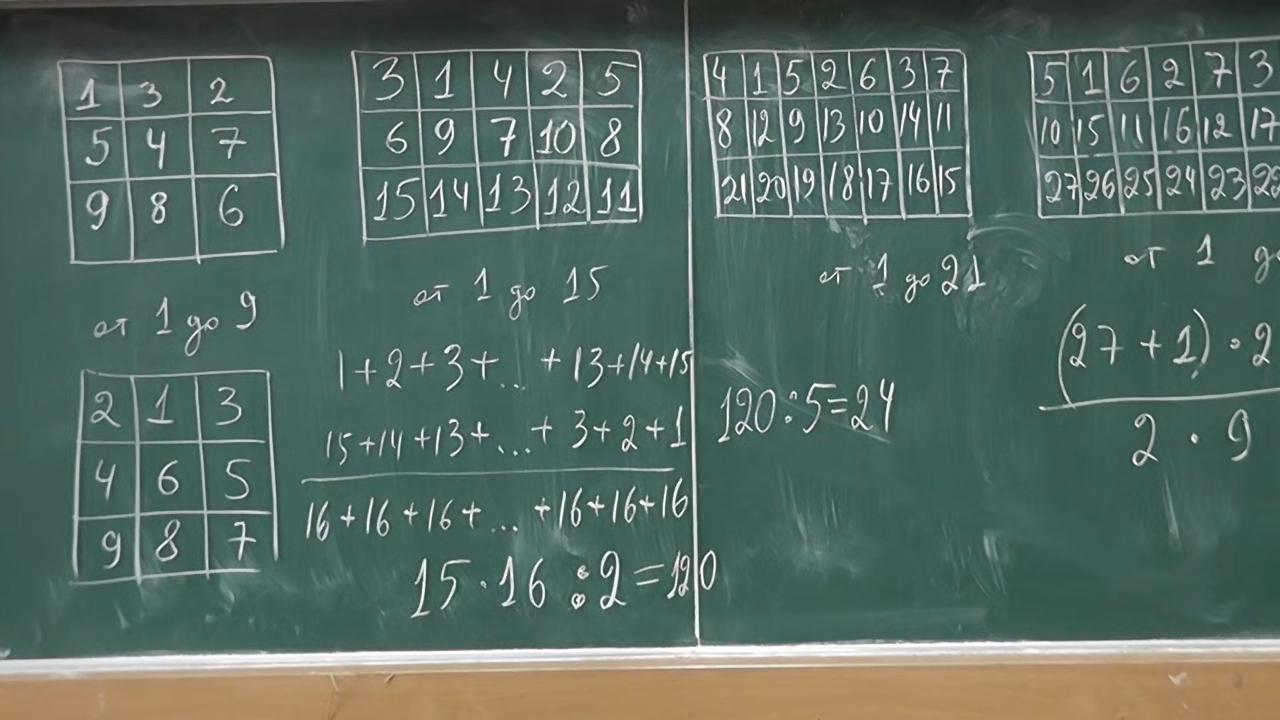 1 3 2
5 4 7
9 8 6
от 1 до 9
2 1 3
4 6 5
9 8 7
3 1 4 2 5
6 9 7 10 8
15 14 13 12 11
от 1 до 15
1+2+3+...+13+14+15
15+14+13+...+3+2+1
16+16+16+...+16+16+16
15·16:2=120
4 1 5 2 6 3 7
8 12 9 13 10 14 11
21 20 19 18 17 16 15
от 1 до 21
120:5=24
5 1 6 2 7 3
10 15 11 16 12 17
27 26 25 24 23
от 1
(27+1)·2
2·9